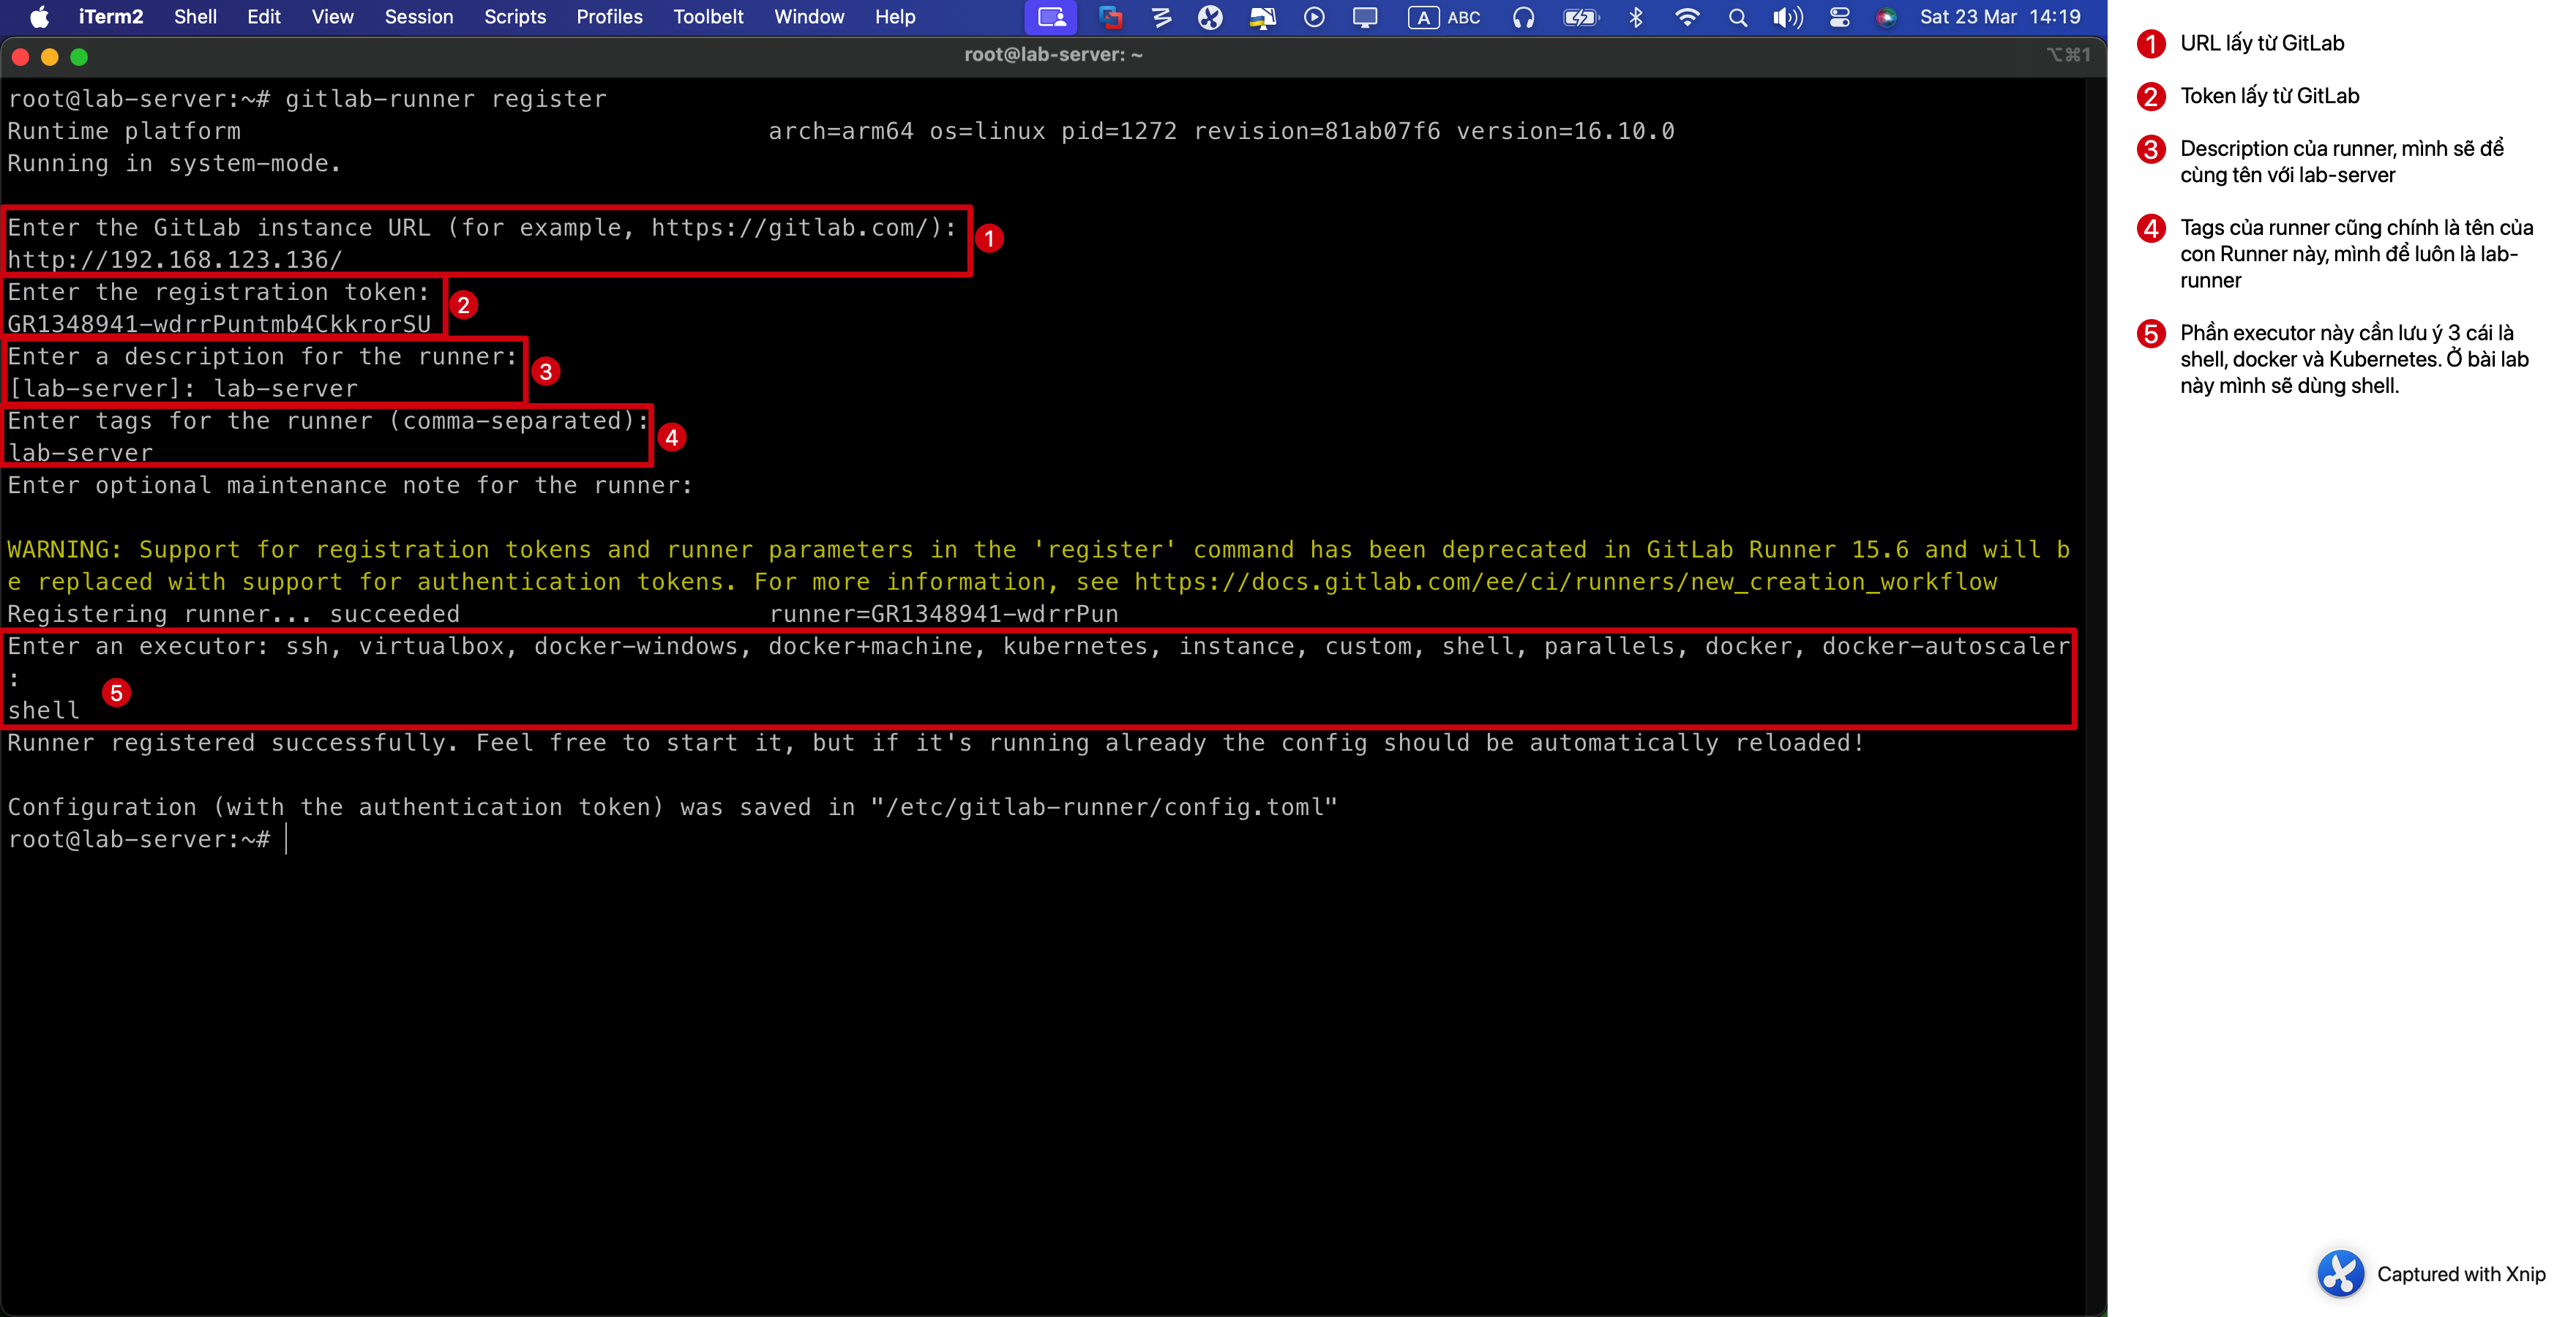 iTerm2 Shell Edit View Session Scripts Profiles Toolbelt Window Help A ABC Sat 23 Mar 14:19
root@lab-server: ~ ⌥⌘1
root@lab-server:~# gitlab-runner register
Runtime platform arch=arm64 os=linux pid=1272 revision=81ab07f6 version=16.10.0
Running in system-mode.
Enter the GitLab instance URL (for example, https://gitlab.com/):
1
http://192.168.123.136/
Enter the registration token:
2
GR1348941-wdrrPuntmb4CkkrorSU
Enter a description for the runner:
3
[lab-server]: lab-server
Enter tags for the runner (comma-separated):
4
lab-server
Enter optional maintenance note for the runner:
WARNING: Support for registration tokens and runner parameters in the 'register' command has been deprecated in GitLab Runner 15.6 and will b
e replaced with support for authentication tokens. For more information, see https://docs.gitlab.com/ee/ci/runners/new_creation_workflow
Registering runner... succeeded runner=GR1348941-wdrrPun
Enter an executor: ssh, virtualbox, docker-windows, docker+machine, kubernetes, instance, custom, shell, parallels, docker, docker-autoscaler
:
5
shell
Runner registered successfully. Feel free to start it, but if it's running already the config should be automatically reloaded!
Configuration (with the authentication token) was saved in "/etc/gitlab-runner/config.toml"
root@lab-server:~#
1 URL lấy từ GitLab
2 Token lấy từ GitLab
3 Description của runner, mình sẽ để
cùng tên với lab-server
4 Tags của runner cũng chính là tên của
con Runner này, mình để luôn là lab-
runner
5 Phần executor này cần lưu ý 3 cái là
shell, docker và Kubernetes. Ở bài lab
này mình sẽ dùng shell.
Captured with Xnip